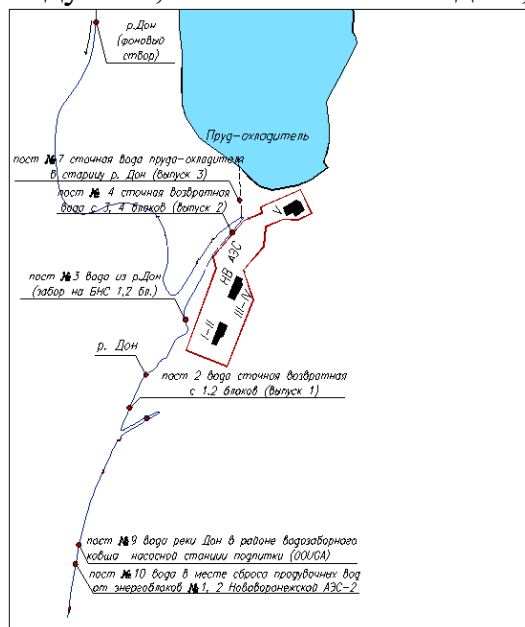 р.Дон
(фоновый
створ)
Пруд-охладитель
пост №7 сточная вода пруда-охладителя
в старицу р. Дон (выпуск 3)
пост № 4 сточная возвратная
вода с 3, 4 блоков (выпуск 2)
V
НВ АЭС
пост №3 вода из р.Дон
(забор на БНС 1,2 бл.)
III-IV
I-II
р. Дон
пост 2 вода сточная возвратная
с 1.2 блоков (выпуск 1)
пост №9 вода реки Дон в районе водозаборного
ковша насосной станции подпитки (00UGA)
пост №10 вода в месте сброса продувочных вод
от энергоблоков №1, 2 Нововоронежской АЭС-2